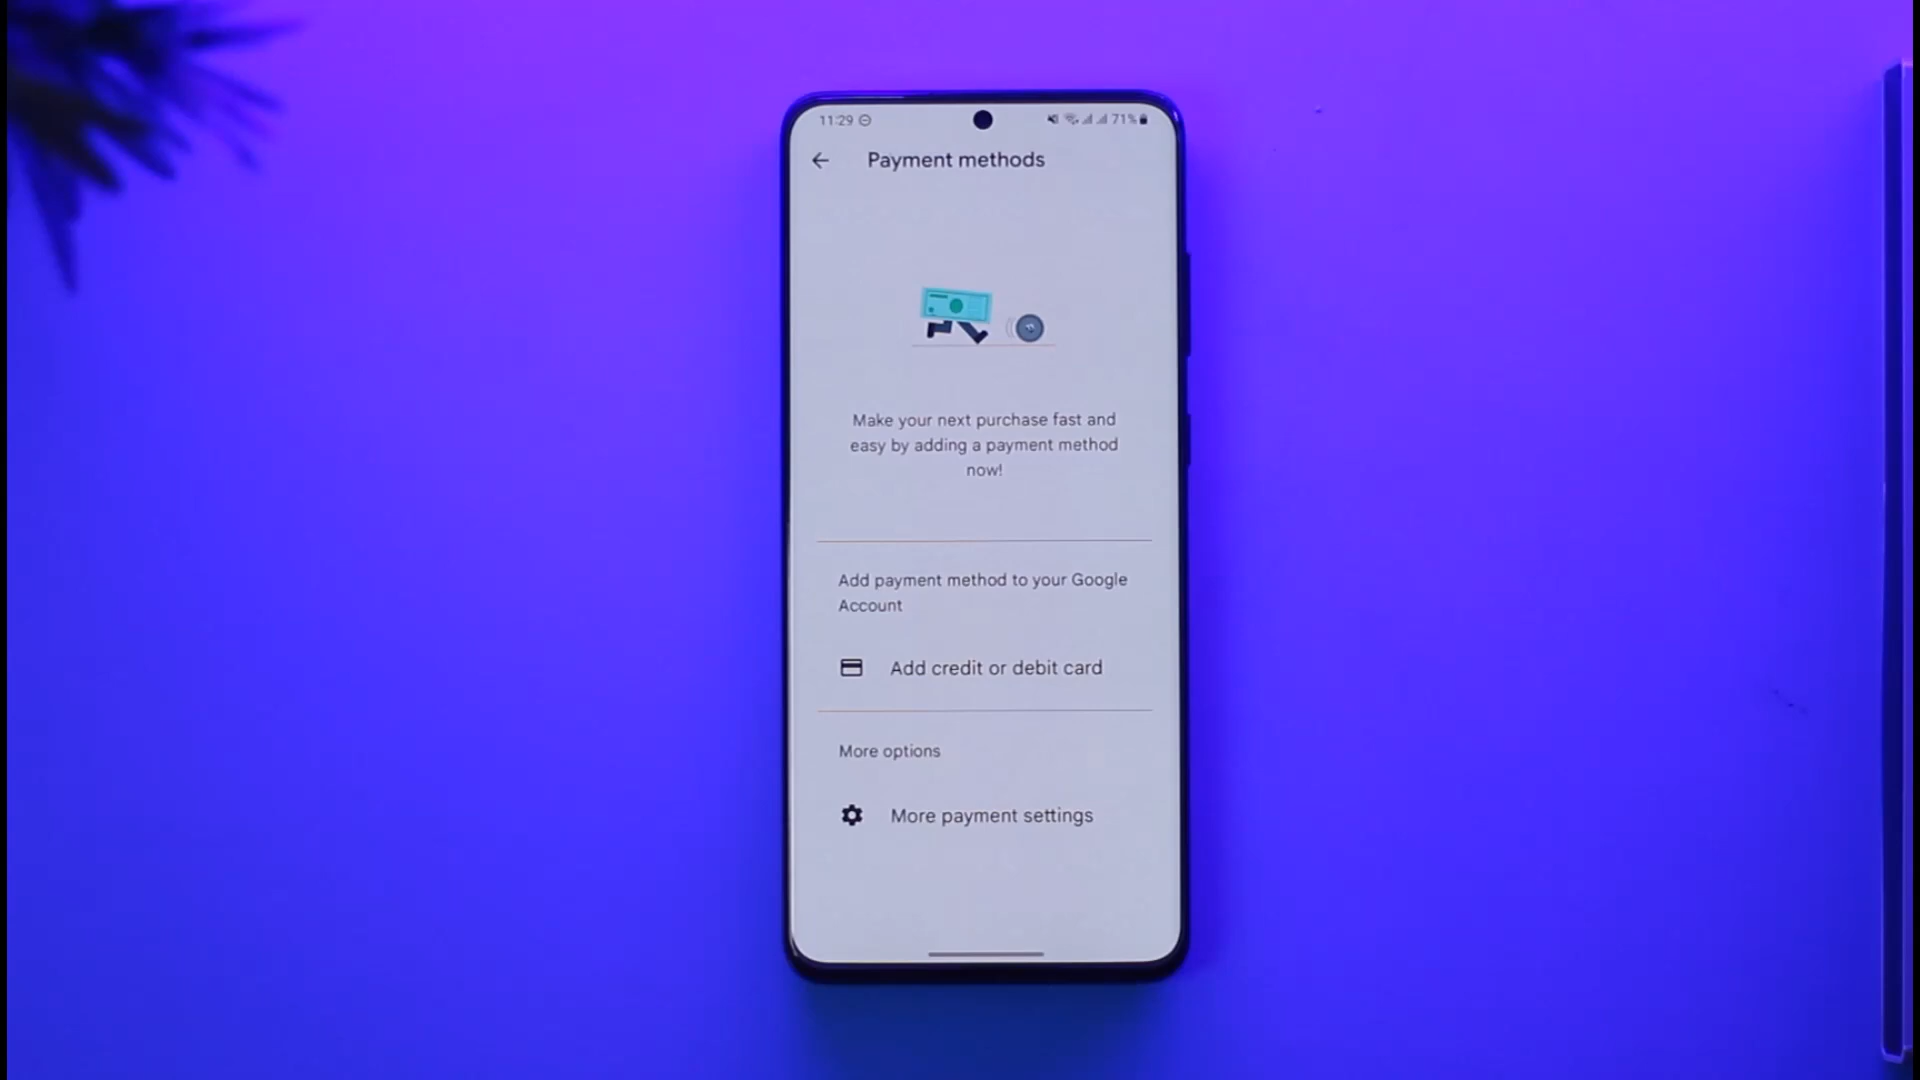 11:29
71%
Payment methods
Make your next purchase fast and
easy by adding a payment method
now!
Add payment method to your Google
Account
Add credit or debit card
More options
More payment settings